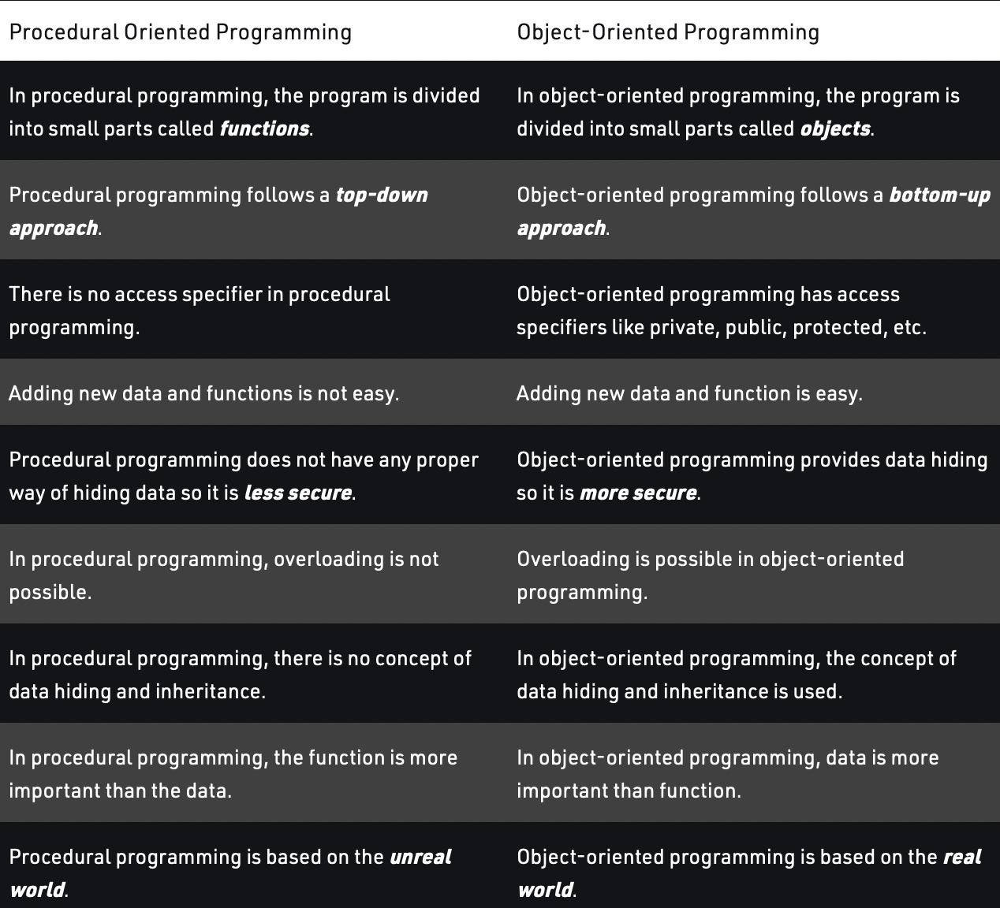 Procedural Oriented Programming
Object-Oriented Programming
In procedural programming, the program is divided
into small parts called functions.
In object-oriented programming, the program is
divided into small parts called objects.
Procedural programming follows a top-down
approach.
Object-oriented programming follows a bottom-up
approach.
There is no access specifier in procedural
programming.
Object-oriented programming has access
specifiers like private, public, protected, etc.
Adding new data and functions is not easy.
Adding new data and function is easy.
Procedural programming does not have any proper
way of hiding data so it is less secure.
Object-oriented programming provides data hiding
so it is more secure.
In procedural programming, overloading is not
possible.
Overloading is possible in object-oriented
programming.
In procedural programming, there is no concept of
data hiding and inheritance.
In object-oriented programming, the concept of
data hiding and inheritance is used.
In procedural programming, the function is more
important than the data.
In object-oriented programming, data is more
important than function.
Procedural programming is based on the unreal
world.
Object-oriented programming is based on the real
world.